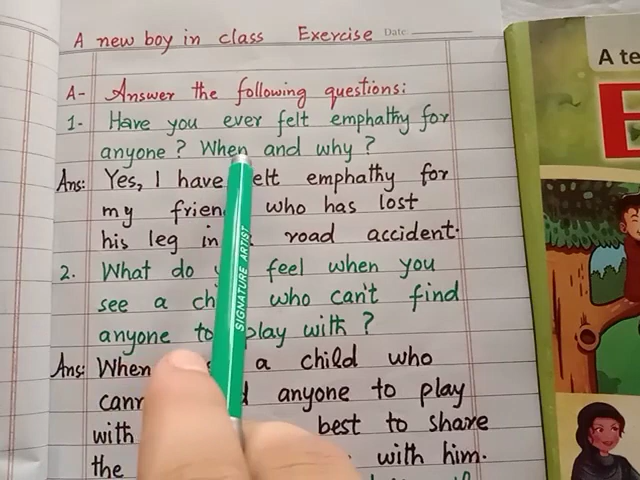 A new boy in class Exercise Date:
A- Answer the following questions:
1- Have you ever felt emphathy for
anyone? When and why?
Ans: Yes, I have elt emphathy for
my frien who has lost
his leg in road accident.
2. What do feel when you
see a ch who can't find
anyone to play with?
Ans: When a child who
cann anyone to play
with best to share
the with him.
SIGNATURE ARTIST
A te
E